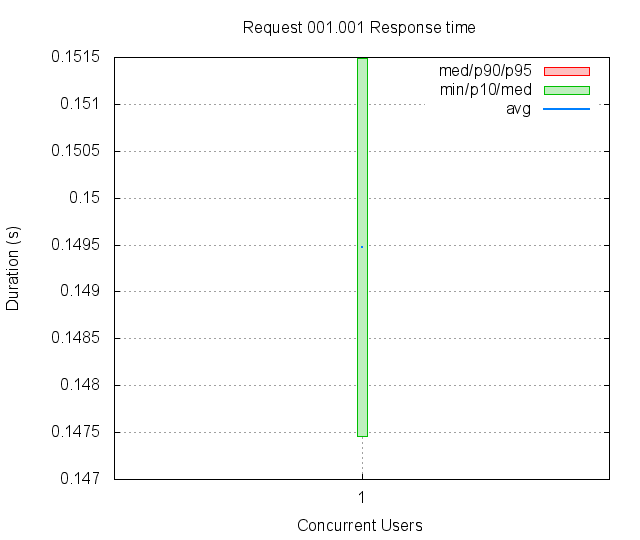 Request 001.001 Response time
0.1515
0.151
0.1505
0.15
0.1495
0.149
0.1485
0.148
0.1475
0.147
med/p90/p95
min/p10/med
avg
Duration (s)
1
Concurrent Users